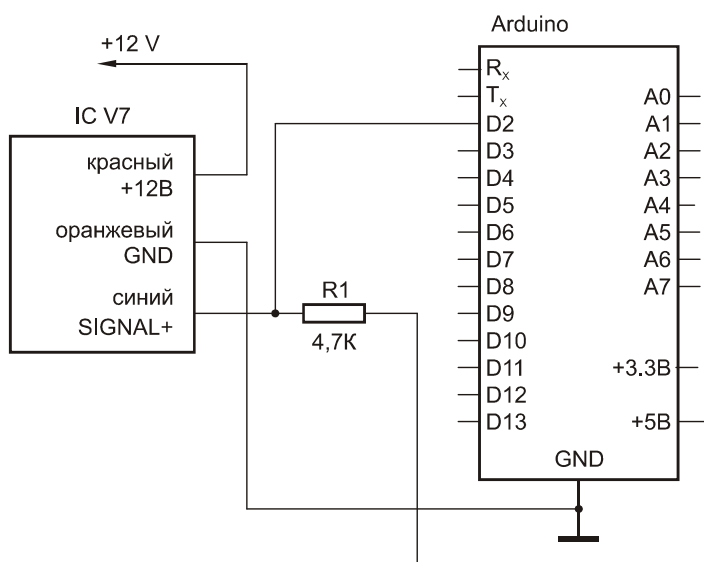 Arduino
+12 V
IC V7
красный
+12В
оранжевый
GND
синий
SIGNAL+
R1
4,7К
Rx
Tx
D2
D3
D4
D5
D6
D7
D8
D9
D10
D11
D12
D13
A0
A1
A2
A3
A4
A5
A6
A7
+3.3В
+5В
GND